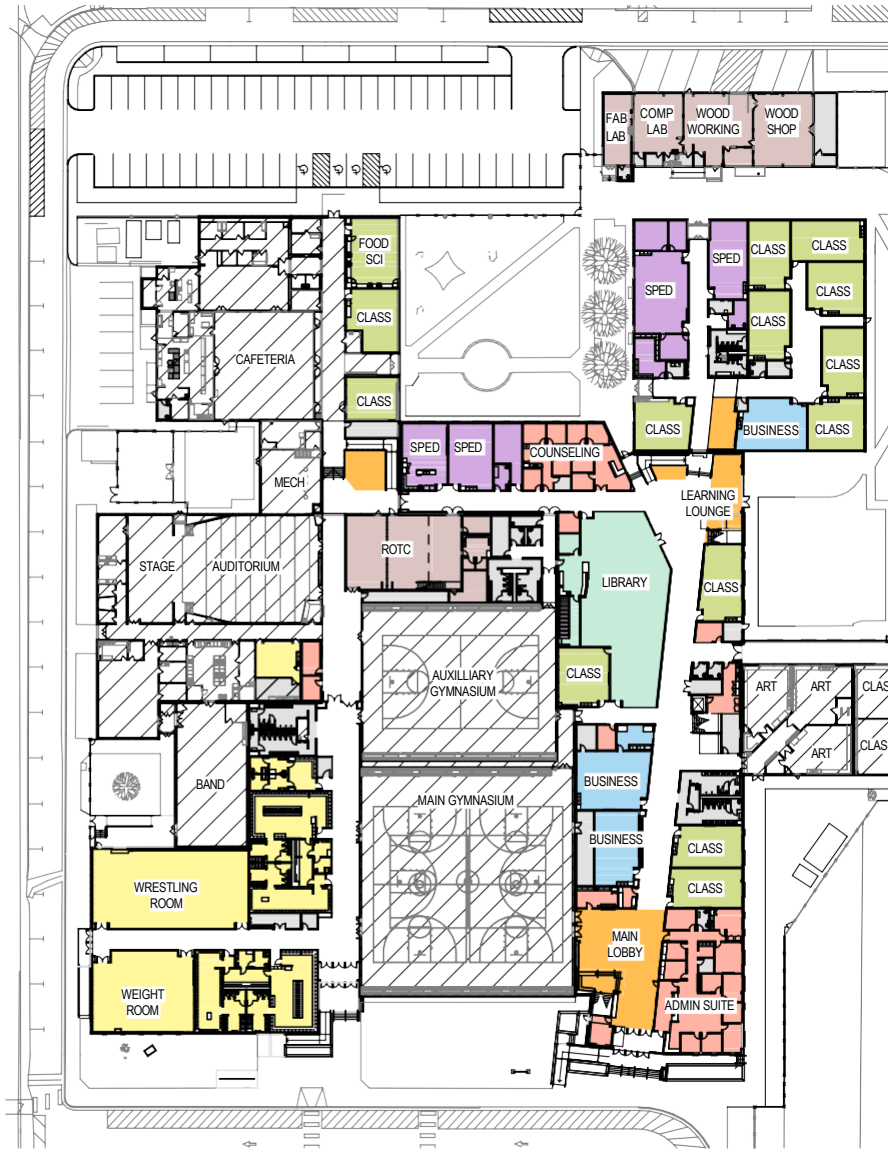 FAB
LAB
COMP
LAB
WOOD
WORKING
WOOD
SHOP
FOOD
SCI
SPED
SPED
CLASS
CLASS
CLASS
CLASS
CLASS
CAFETERIA
CLASS
CLASS
CLASS
BUSINESS
CLASS
SPED
SPED
COUNSELING
MECH
LEARNING
LOUNGE
STAGE
AUDITORIUM
ROTC
LIBRARY
CLASS
AUXILLIARY
GYMNASIUM
CLASS
ART
ART
CLAS
ART
CLAS
BAND
BUSINESS
MAIN GYMNASIUM
BUSINESS
CLASS
CLASS
WRESTLING
ROOM
MAIN
LOBBY
WEIGHT
ROOM
ADMIN SUITE